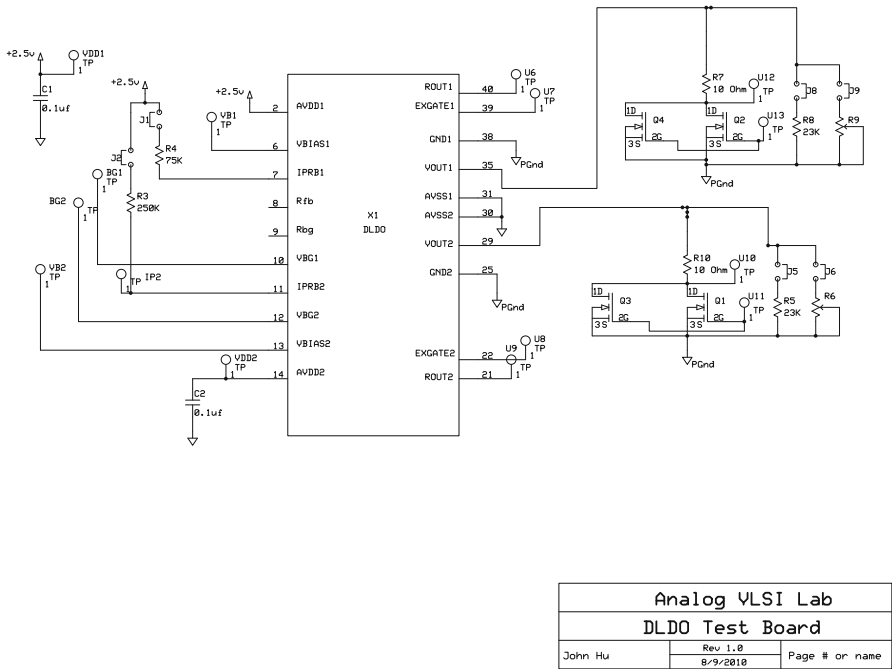 +2.5v
VDD1
TP
1
C1
0.1uf
+2.5v
J1
J2
R4
75K
R3
250K
BG1
TP
1
BG2
TP
1
VB2
TP
1
TP IP2
1
+2.5v
VB1
TP
1
VDD2
TP
1
C2
0.1uf
2 AVDD1
6 VBIAS1
7 IPRB1
8 Rfb
9 Rbg
10 VBG1
11 IPRB2
12 VBG2
13 VBIAS2
14 AVDD2
X1
DLDO
ROUT1 40
EXGATE1 39
GND1 38
VOUT1 35
AVSS1 31
AVSS2 30
VOUT2 29
GND2 25
EXGATE2 22
ROUT2 21
U6
TP
1
U7
TP
1
PGnd
PGnd
U8
TP
1
U9
TP
1
R7
10 Ohm
U12
TP
1
U13
TP
1
1D
Q4
3S 2G
1D
Q2
3S 2G
J8
J9
R8
23K
R9
PGnd
R10
10 Ohm
U10
TP
1
U11
TP
1
1D
Q3
3S 2G
1D
Q1
3S 2G
J5
J6
R5
23K
R6
PGnd
Analog VLSI Lab
DLDO Test Board
John Hu
Rev 1.0
8/9/2010
Page # or name